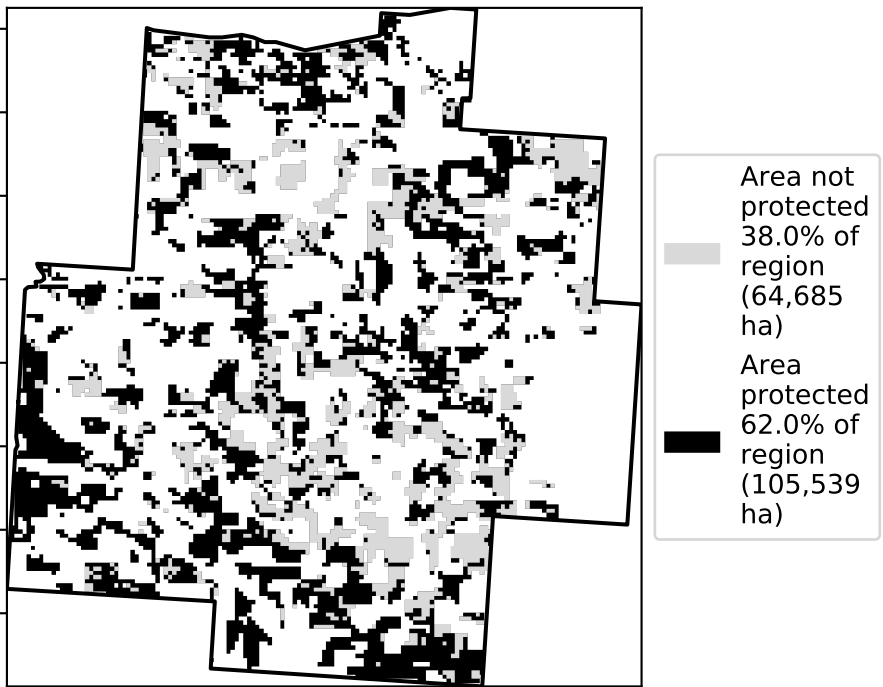 Area not
protected
38.0% of
region
(64,685
ha)
Area
protected
62.0% of
region
(105,539
ha)